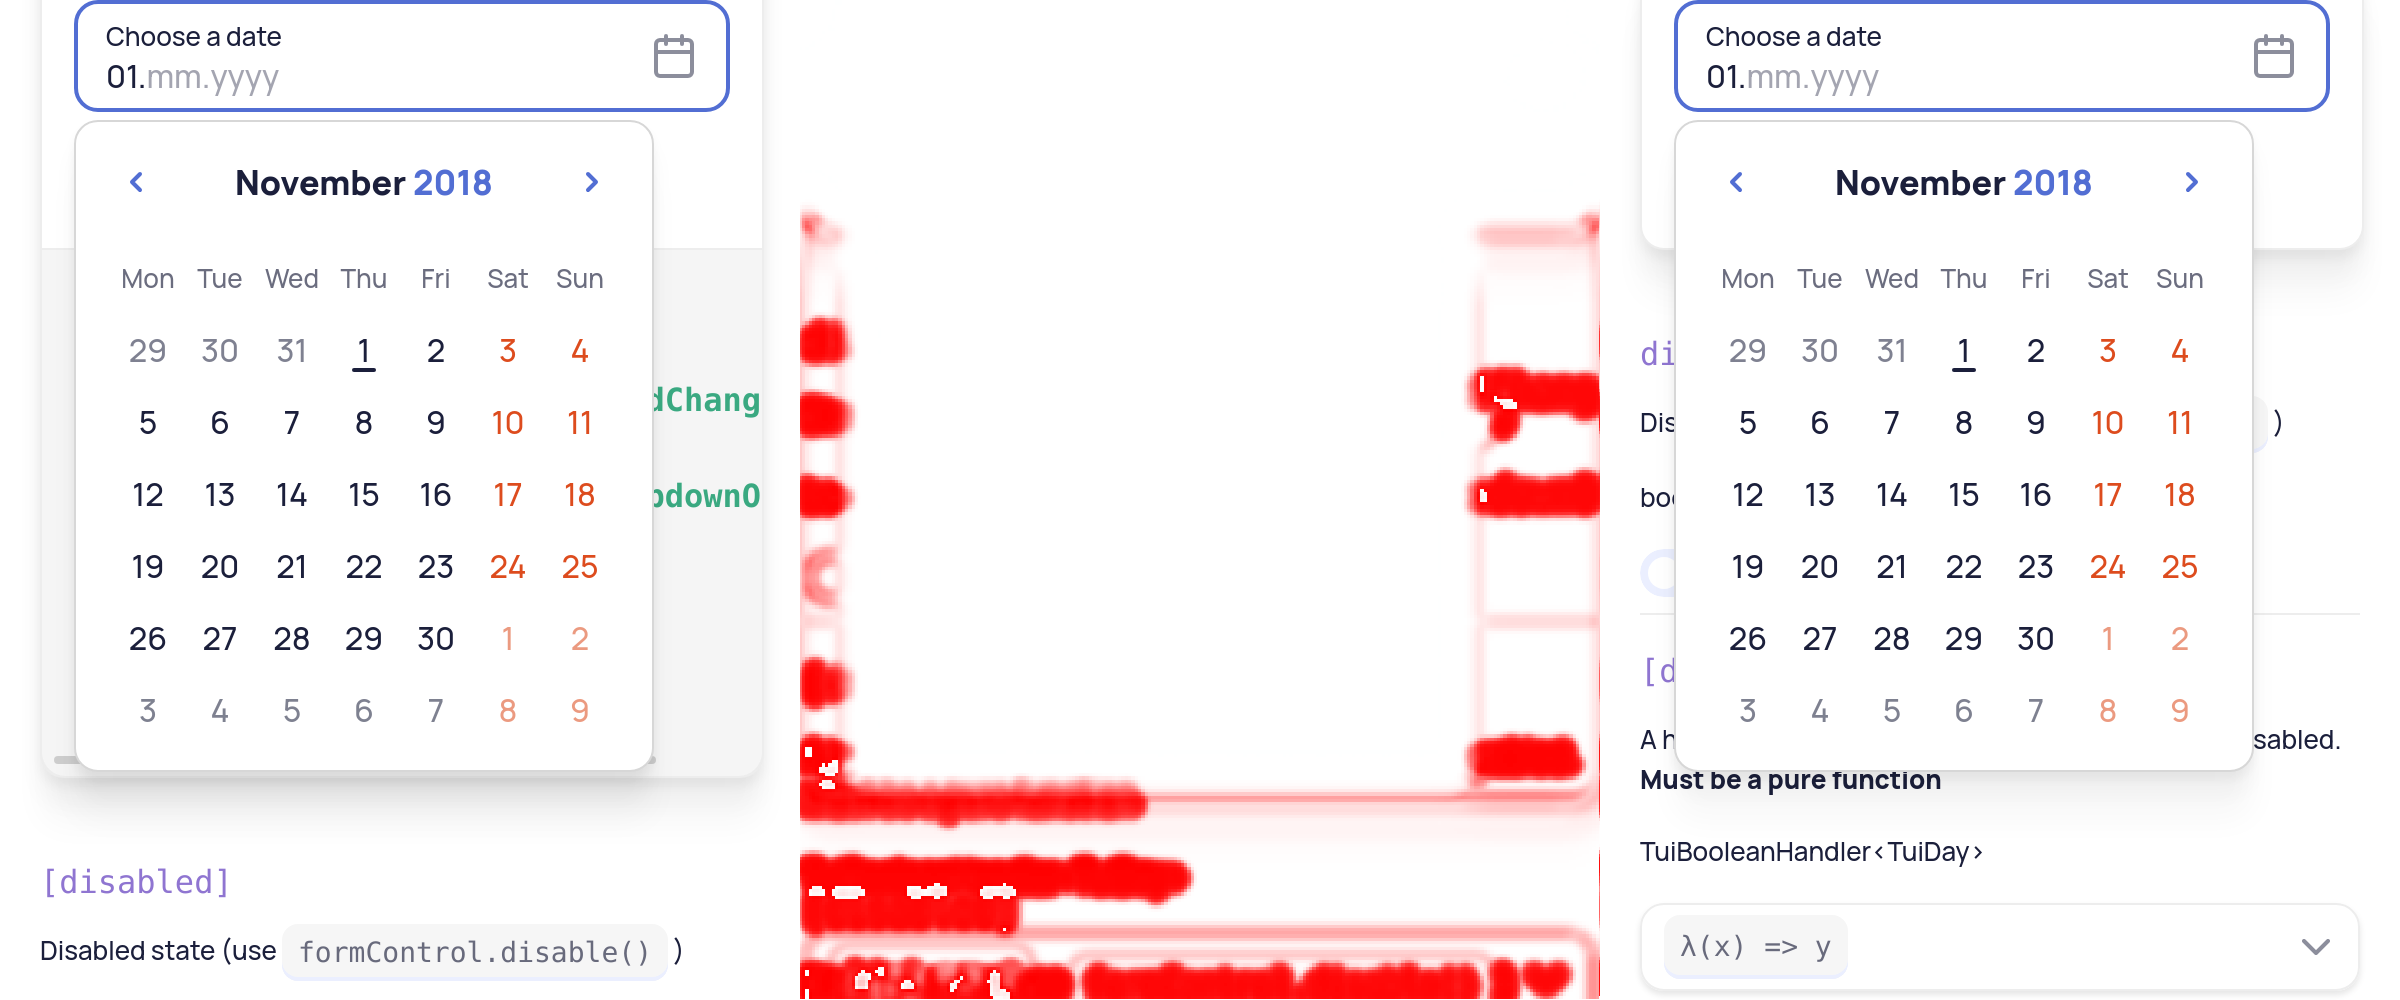 Choose a date
01.mm.yyyy
November 2018
Mon Tue Wed Thu Fri Sat Sun
29 30 31 1 2 3 4
5 6 7 8 9 10 11
12 13 14 15 16 17 18
19 20 21 22 23 24 25
26 27 28 29 30 1 2
3 4 5 6 7 8 9
dChang
pdownO
[disabled]
Disabled state (use formControl.disable() )
Choose a date
01.mm.yyyy
November 2018
Mon Tue Wed Thu Fri Sat Sun
29 30 31 1 2 3 4
5 6 7 8 9 10 11
12 13 14 15 16 17 18
19 20 21 22 23 24 25
26 27 28 29 30 1 2
3 4 5 6 7 8 9
di
Dis )
boo
[d
A h sabled.
Must be a pure function
TuiBooleanHandler<TuiDay>
λ(x) => y